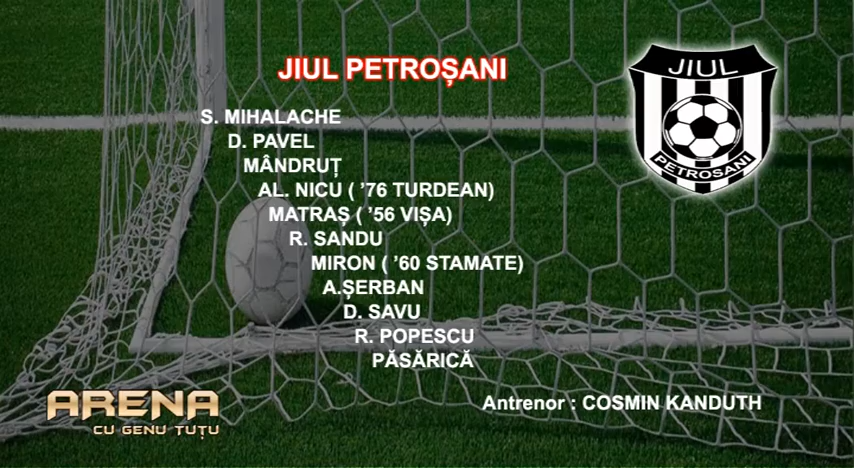 JIUL PETROȘANI
JIUL
PETROSANI
S. MIHALACHE
D. PAVEL
MÂNDRUȚ
AL. NICU ( ’76 TURDEAN)
MATRAȘ ( ’56 VIȘA)
R. SANDU
MIRON ( ’60 STAMATE)
A.ȘERBAN
D. SAVU
R. POPESCU
PĂSĂRICĂ
ARENA
CU GENU TUȚU
Antrenor : COSMIN KANDUTH